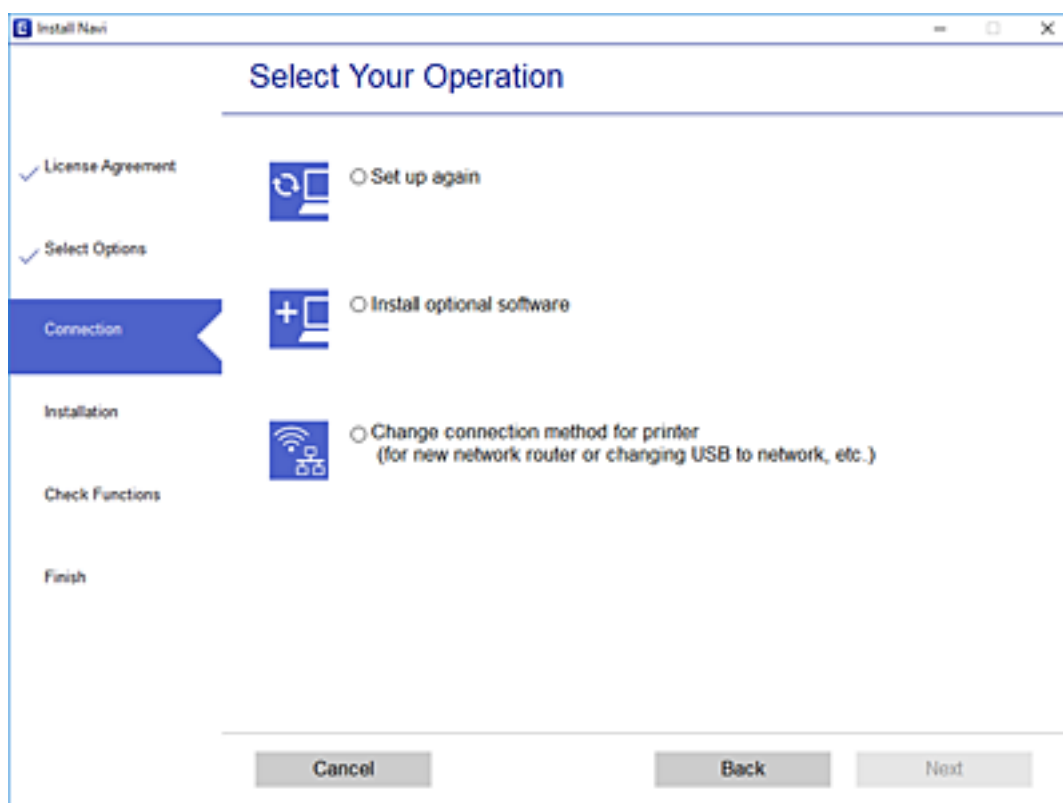 Install Navi
Select Your Operation
License Agreement
Select Options
Connection
Installation
Check Functions
Finish
Set up again
Install optional software
Change connection method for printer
(for new network router or changing USB to network, etc.)
Cancel
Back
Next